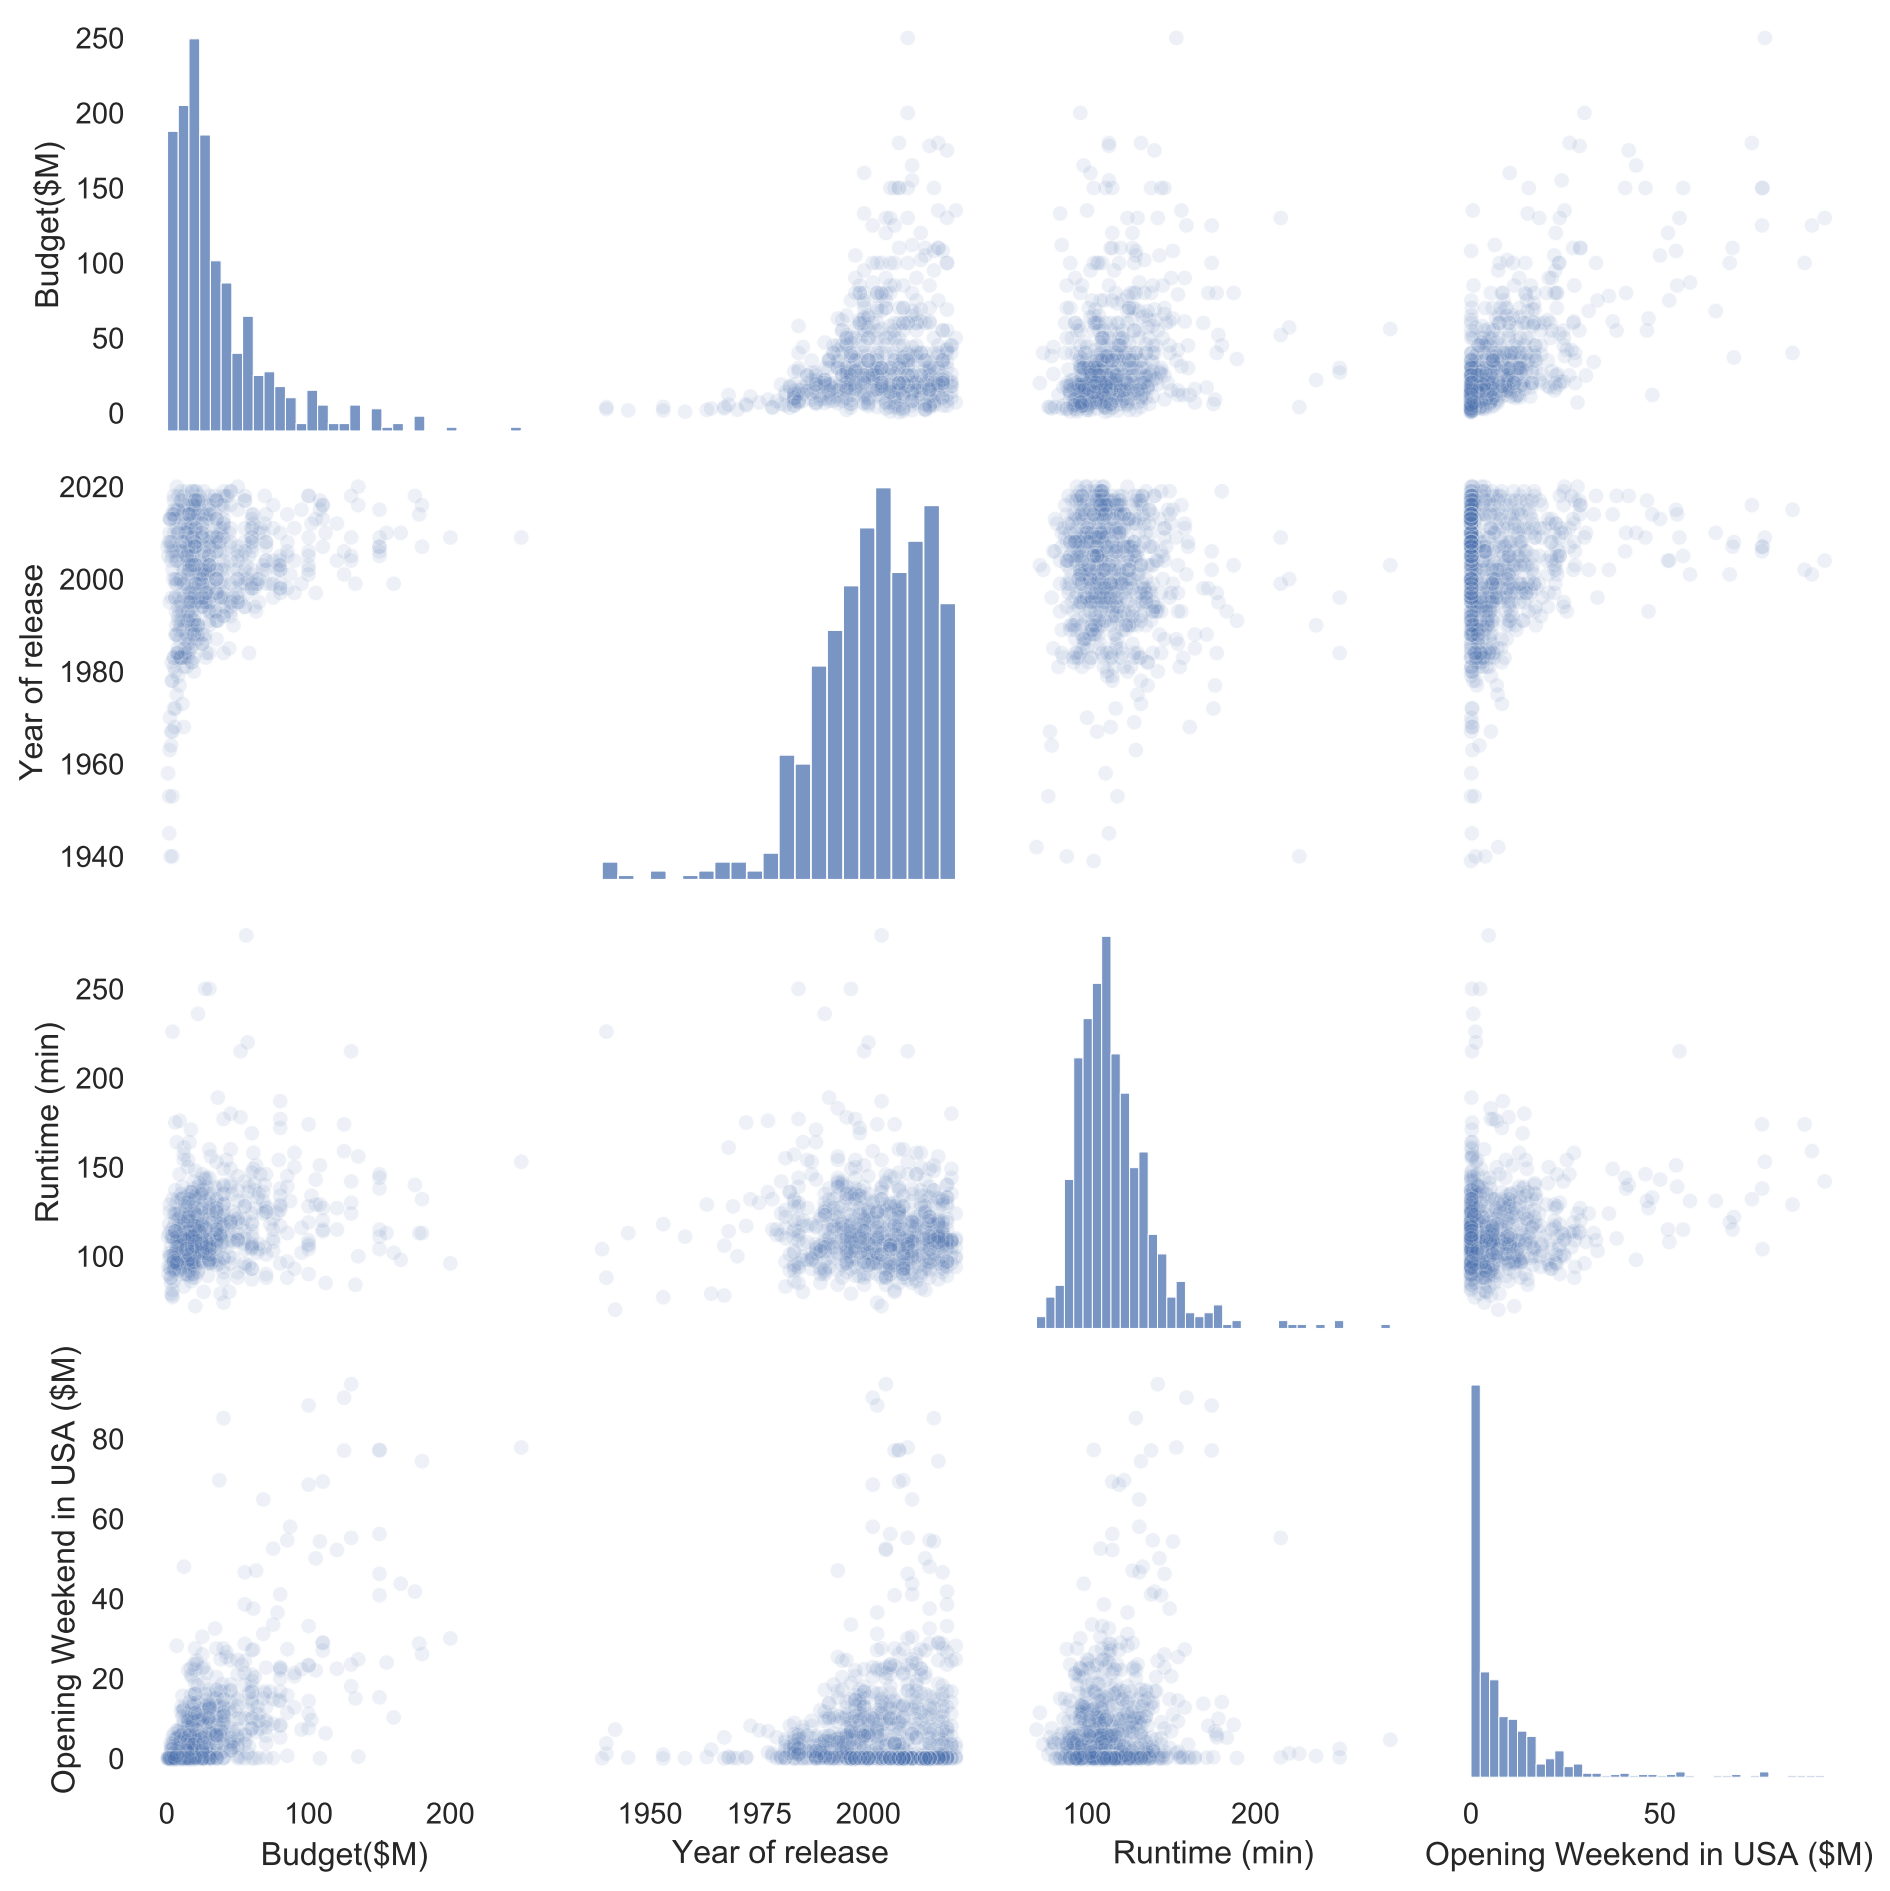 250
200
150
100
50
0
Budget($M)
2020
2000
1980
1960
1940
Year of release
250
200
150
100
Runtime (min)
80
60
40
20
0
Opening Weekend in USA ($M)
0 100 200
Budget($M)
1950 1975 2000
Year of release
100 200
Runtime (min)
0 50
Opening Weekend in USA ($M)